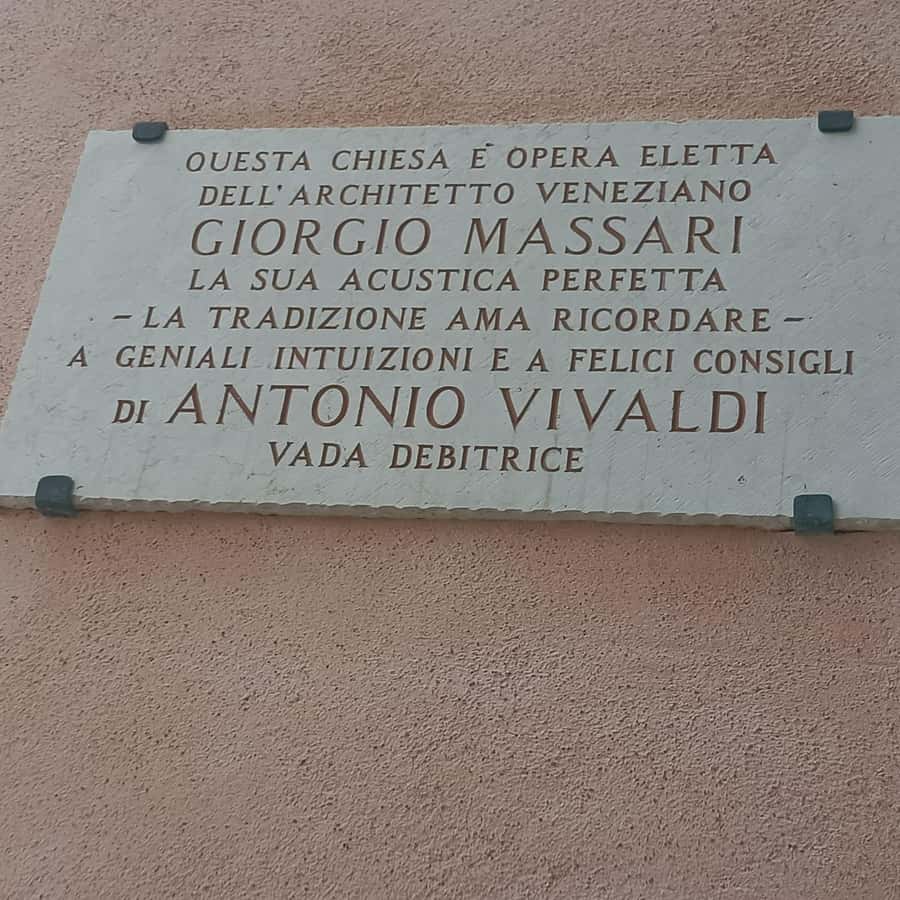 QUESTA CHIESA È OPERA ELETTA
DELL'ARCHITETTO VENEZIANO
GIORGIO MASSARI
LA SUA ACUSTICA PERFETTA
– LA TRADIZIONE AMA RICORDARE –
A GENIALI INTUIZIONI E A FELICI CONSIGLI
DI ANTONIO VIVALDI
VADA DEBITRICE